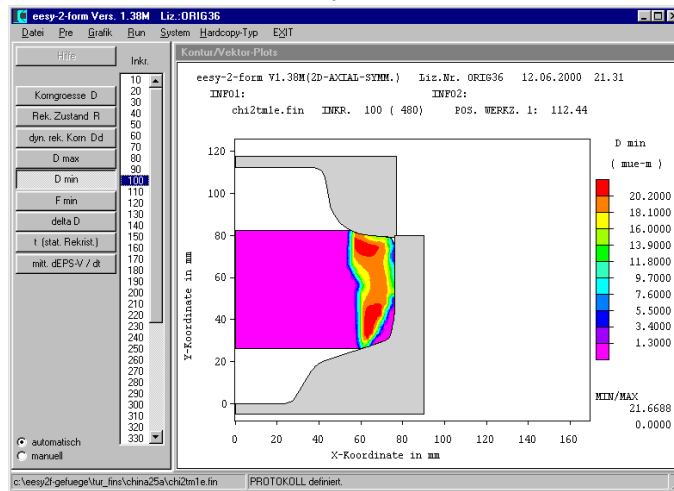 eesy-2-form Vers. 1.38M Liz.:ORIG36
Datei Pre Grafik Run System Hardcopy-Typ EXIT
Hilfe
Inkr.
Korngroesse D
Rek. Zustand R
dyn. rek. Korn Dd
D max
D min
F min
delta D
t (stat. Rekrist.)
mitt. dEPS-V / dt
10
20
30
40
50
60
70
80
90
100
110
120
130
140
150
160
170
180
190
200
210
220
230
240
250
260
270
280
290
300
310
320
330
automatisch
manuell
Kontur/Vektor-Plots
eesy-2-form V1.38M(2D-AXIAL-SYMM.) Liz.Nr. ORIG36 12.06.2000 21.31
INFO1: INFO2:
chi2tm1e.fin INKR. 100 ( 480) POS. WERKZ. 1: 112.44
D min
( mue-m )
20.2000
18.1000
16.0000
13.9000
11.8000
9.7000
7.6000
5.5000
3.4000
1.3000
MIN/MAX
21.6688
0.0000
Y-Koordinate in mm
120
100
80
60
40
20
0
0 20 40 60 80 100 120 140 160
X-Koordinate in mm
c:\eesy2f-gefuege\tur_fins\china25a\chi2tm1e.fin PROTOKOLL definiert.